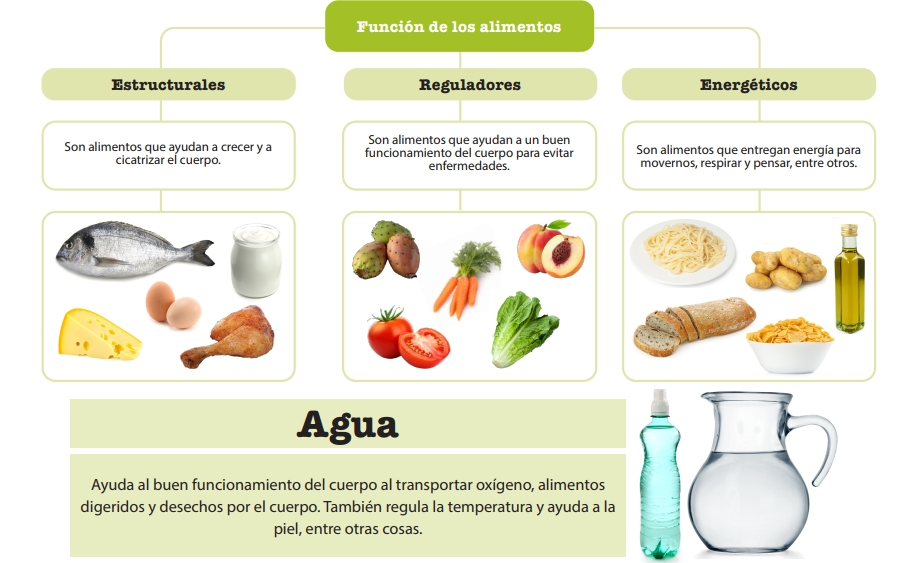 Función de los alimentos
Estructurales
Reguladores
Energéticos
Son alimentos que ayudan a crecer y a
cicatrizar el cuerpo.
Son alimentos que ayudan a un buen
funcionamiento del cuerpo para evitar
enfermedades.
Son alimentos que entregan energía para
movernos, respirar y pensar, entre otros.
Agua
Ayuda al buen funcionamiento del cuerpo al transportar oxígeno, alimentos
digeridos y desechos por el cuerpo. También regula la temperatura y ayuda a la
piel, entre otras cosas.